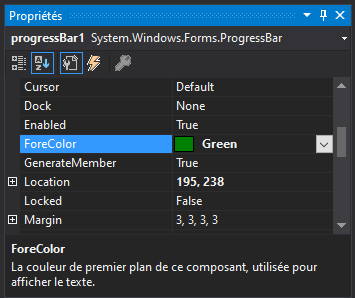 Propriétés
progressBar1 System.Windows.Forms.ProgressBar
Cursor Default
Dock None
Enabled True
ForeColor Green
GenerateMember True
Location 195, 238
Locked False
Margin 3, 3, 3, 3
ForeColor
La couleur de premier plan de ce composant, utilisée pour
afficher le texte.